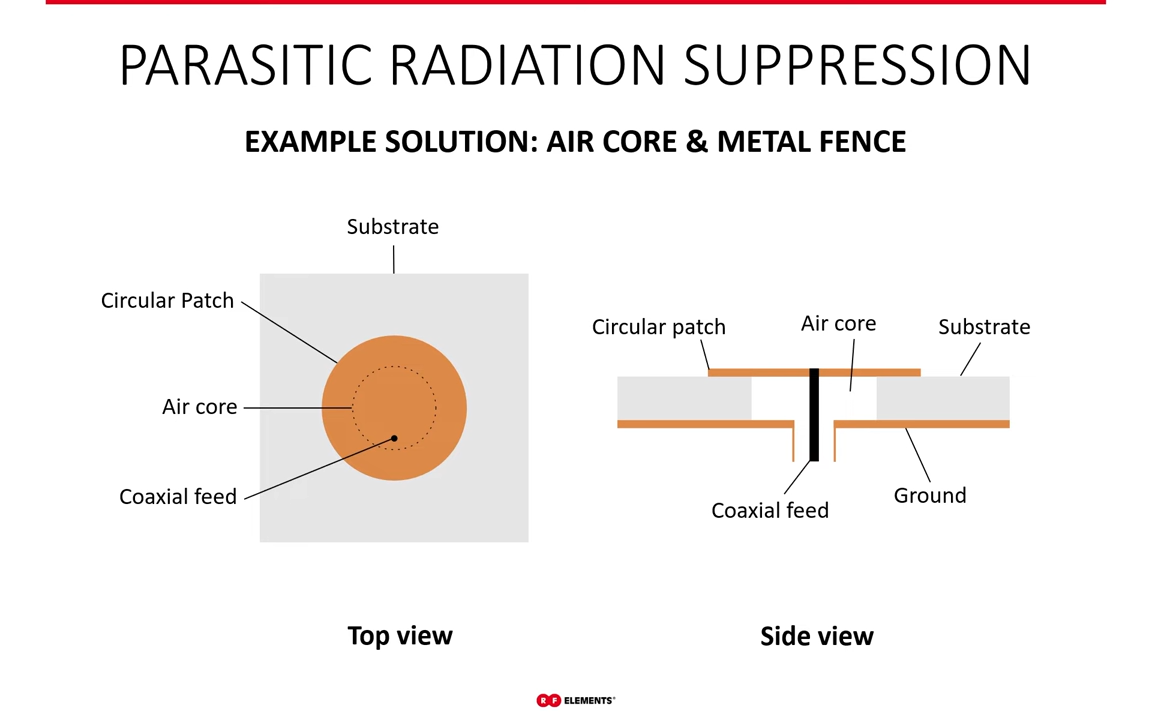 PARASITIC RADIATION SUPPRESSION
EXAMPLE SOLUTION: AIR CORE & METAL FENCE
Substrate
Circular Patch
Air core
Coaxial feed
Top view
Circular patch
Air core
Substrate
Coaxial feed
Ground
Side view
RF ELEMENTS®